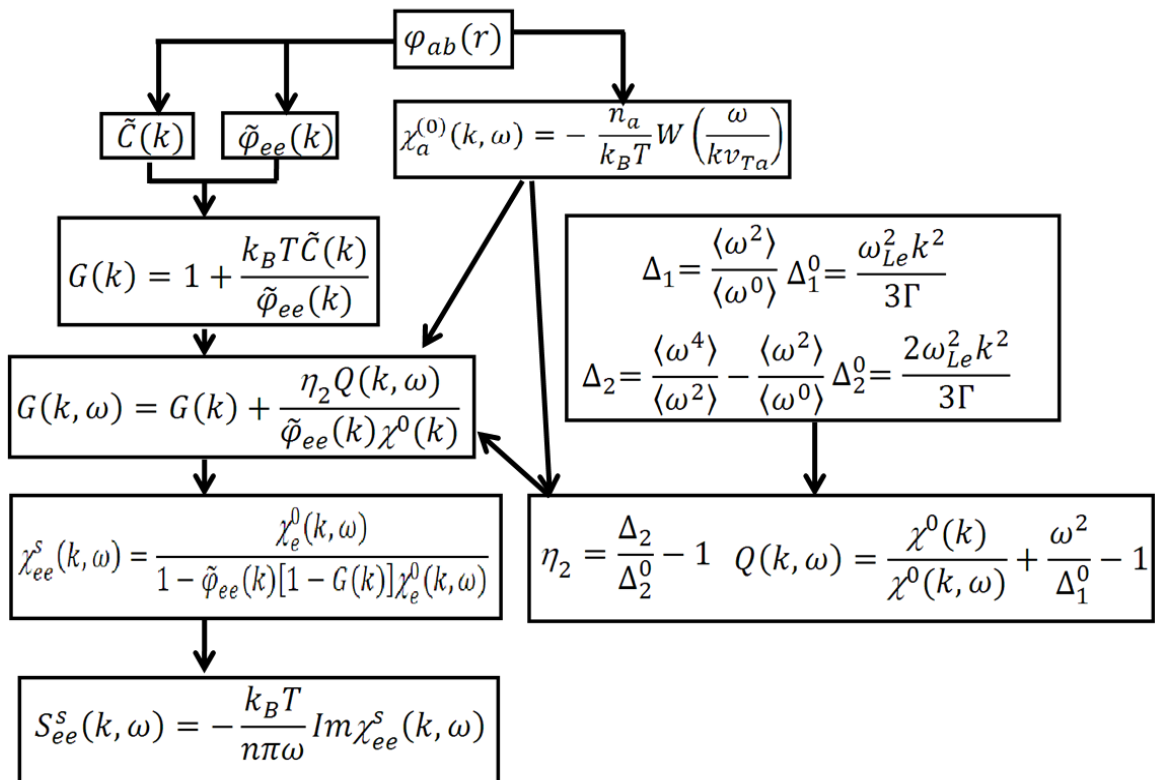 φ_ab(r)
C̃(k)
φ̃_ee(k)
χ_a^(0)(k, ω) = − n_a/(k_B T) W (ω/(k v_Ta))
G(k) = 1 + k_B T C̃(k)/φ̃_ee(k)
Δ_1= ⟨ω^2⟩/⟨ω^0⟩ Δ_1^0= ω_Le^2 k^2/3Γ
Δ_2= ⟨ω^4⟩/⟨ω^2⟩ − ⟨ω^2⟩/⟨ω^0⟩ Δ_2^0= 2ω_Le^2 k^2/3Γ
G(k, ω) = G(k) + η_2 Q(k, ω)/(φ̃_ee(k)χ^0(k))
χ_ee^s(k, ω) = χ_e^0(k, ω)/(1 − φ̃_ee(k)[1 − G(k)]χ_e^0(k, ω))
η_2 = Δ_2/Δ_2^0 − 1 Q(k, ω) = χ^0(k)/χ^0(k, ω) + ω^2/Δ_1^0 − 1
S_ee^s(k, ω) = − k_B T/(nπω) Imχ_ee^s(k, ω)